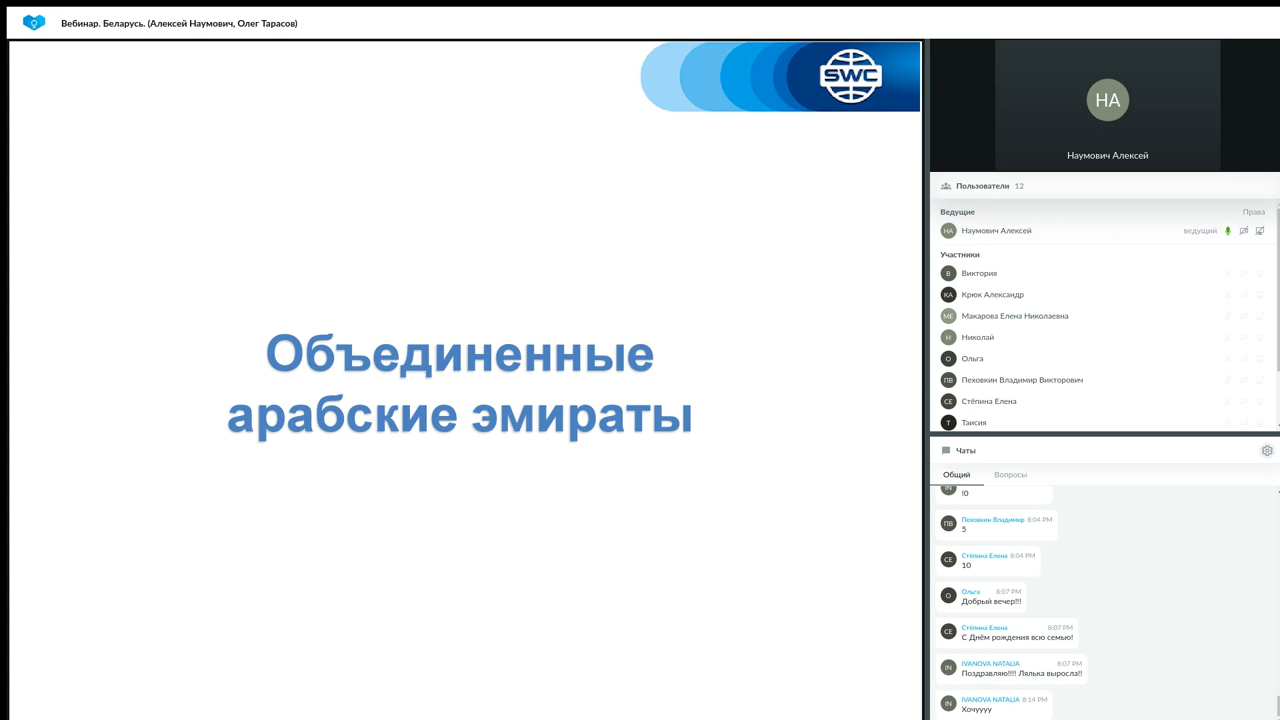 Вебинар. Беларусь. (Алексей Наумович, Олег Тарасов)
SWC
Объединенные
арабские эмираты
НА
Наумович Алексей
Пользователи 12
Ведущие Права
НА Наумович Алексей ведущий
Участники
В Виктория
КА Крюк Александр
МЕ Макарова Елена Николаевна
Н Николай
О Ольга
ПВ Пеховкин Владимир Викторович
СЕ Стёпина Елена
Т Таисия
Чаты
Общий Вопросы
IN
!0
Пеховкин Владимир 8:04 PM
ПВ
5
Стёпина Елена 8:04 PM
СЕ
10
Ольга 8:07 PM
О
Добрый вечер!!!
Стёпина Елена 8:07 PM
СЕ
С Днём рождения всю семью!
IVANOVA NATALIA 8:07 PM
IN
Поздравляю!!!! Лялька выросла!!
IVANOVA NATALIA 8:14 PM
IN
Хочуууу